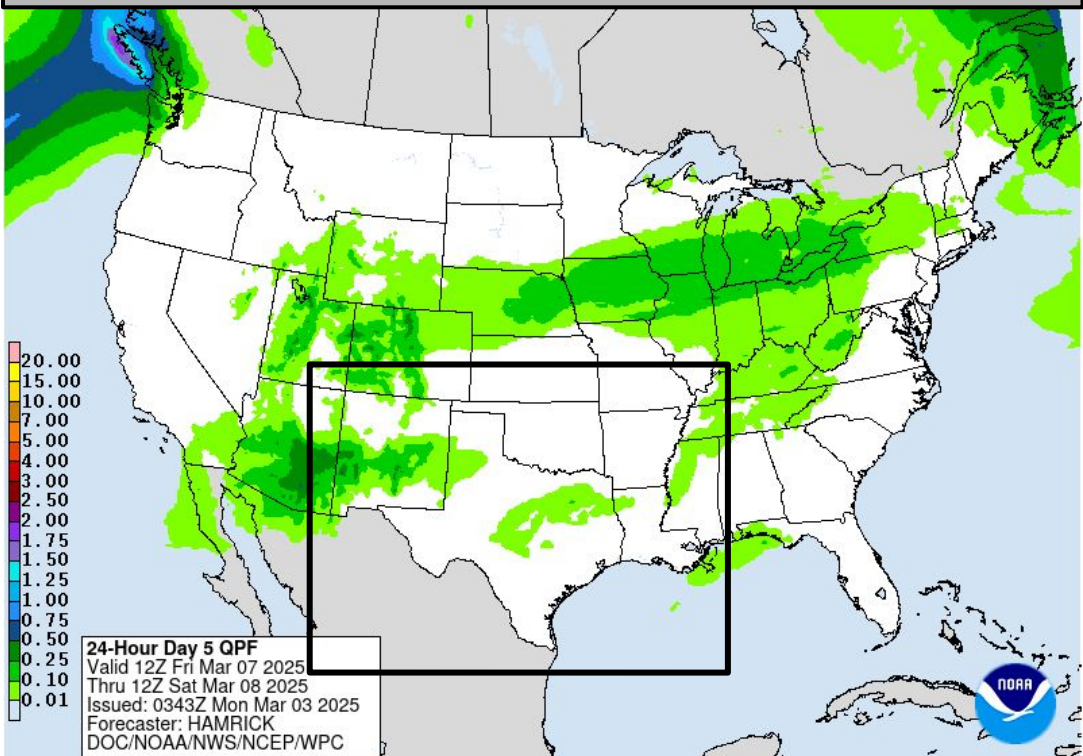 20.00
15.00
10.00
7.00
5.00
4.00
3.00
2.50
2.00
1.75
1.50
1.25
1.00
0.75
0.50
0.25
0.10
0.01
24-Hour Day 5 QPF
Valid 12Z Fri Mar 07 2025
Thru 12Z Sat Mar 08 2025
Issued: 0343Z Mon Mar 03 2025
Forecaster: HAMRICK
DOC/NOAA/NWS/NCEP/WPC
NOAA